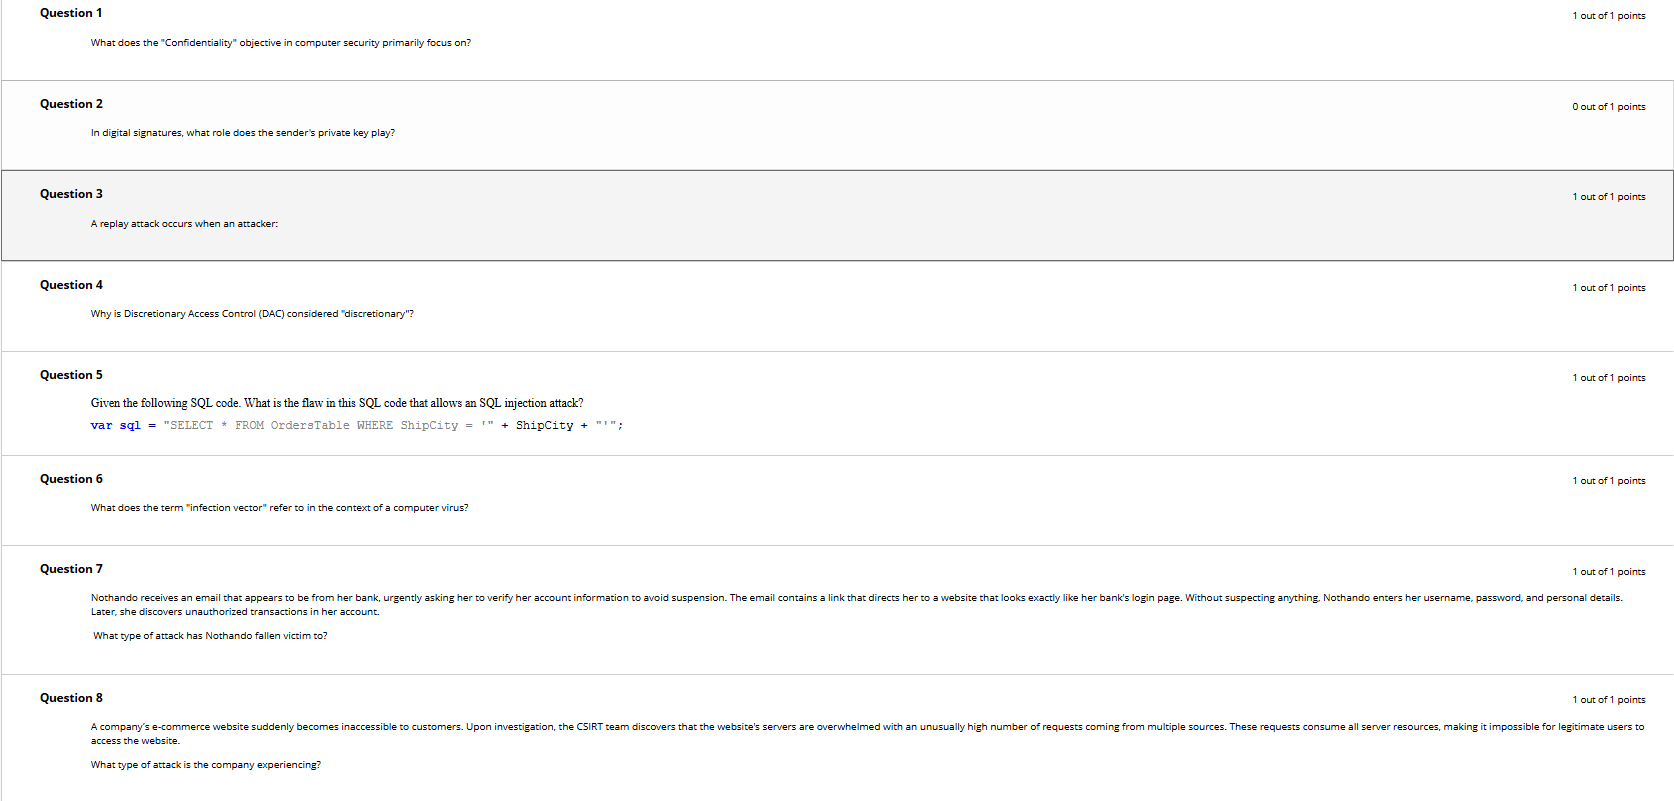 Question 1
1 out of 1 points
What does the "Confidentiality" objective in computer security primarily focus on?
Question 2
0 out of 1 points
In digital signatures, what role does the sender's private key play?
Question 3
1 out of 1 points
A replay attack occurs when an attacker:
Question 4
1 out of 1 points
Why is Discretionary Access Control (DAC) considered "discretionary"?
Question 5
1 out of 1 points
Given the following SQL code. What is the flaw in this SQL code that allows an SQL injection attack?
var sql = "SELECT * FROM OrdersTable WHERE ShipCity = '" + ShipCity + "'";
Question 6
1 out of 1 points
What does the term "infection vector" refer to in the context of a computer virus?
Question 7
1 out of 1 points
Nothando receives an email that appears to be from her bank, urgently asking her to verify her account information to avoid suspension. The email contains a link that directs her to a website that looks exactly like her bank's login page. Without suspecting anything, Nothando enters her username, password, and personal details.
Later, she discovers unauthorized transactions in her account.
What type of attack has Nothando fallen victim to?
Question 8
1 out of 1 points
A company's e-commerce website suddenly becomes inaccessible to customers. Upon investigation, the CSIRT team discovers that the website's servers are overwhelmed with an unusually high number of requests coming from multiple sources. These requests consume all server resources, making it impossible for legitimate users to
access the website.
What type of attack is the company experiencing?